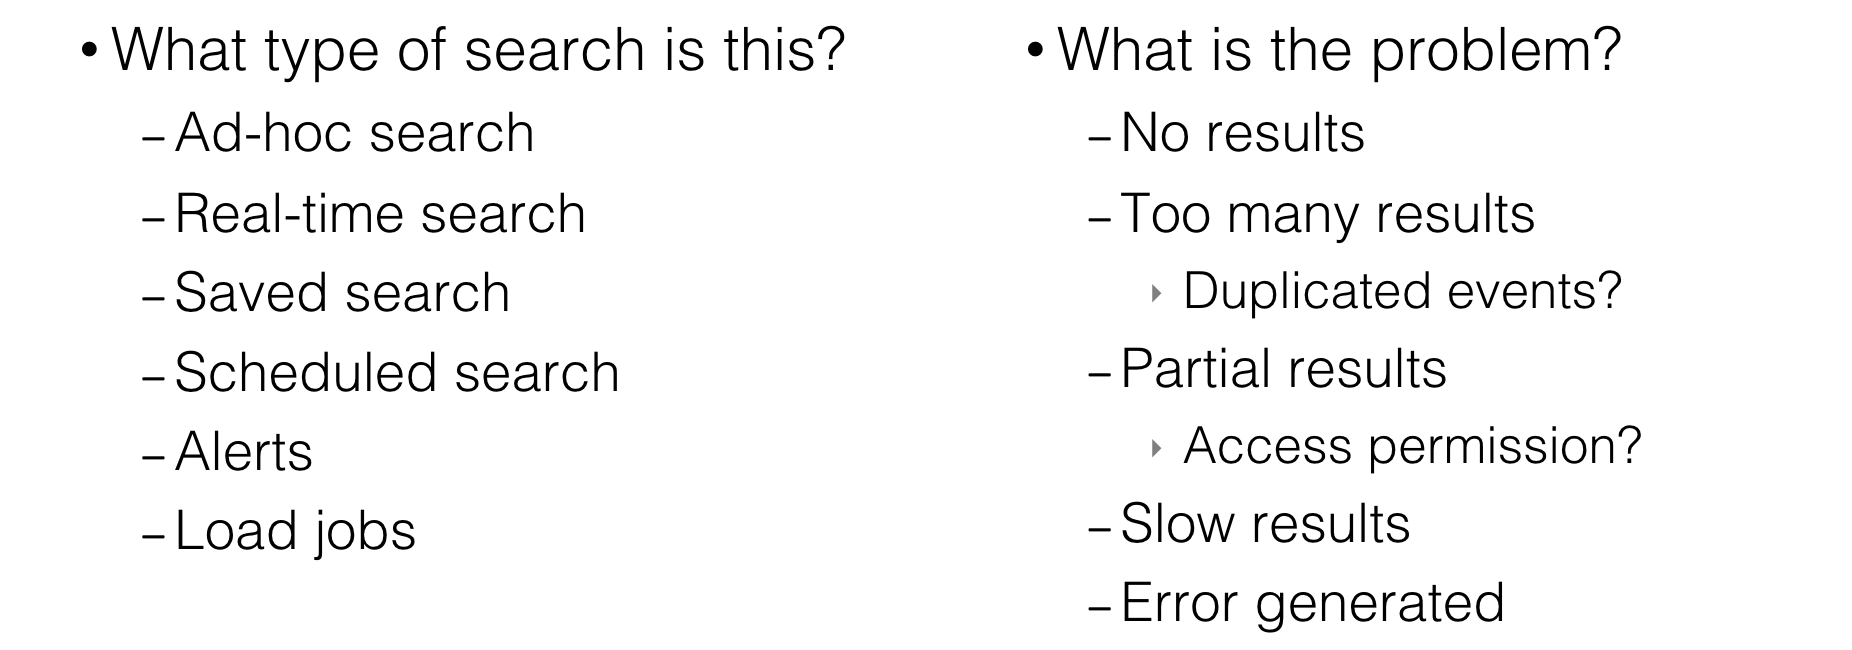 • What type of search is this?
– Ad-hoc search
– Real-time search
– Saved search
– Scheduled search
– Alerts
– Load jobs
• What is the problem?
– No results
– Too many results
‣ Duplicated events?
– Partial results
‣ Access permission?
– Slow results
– Error generated